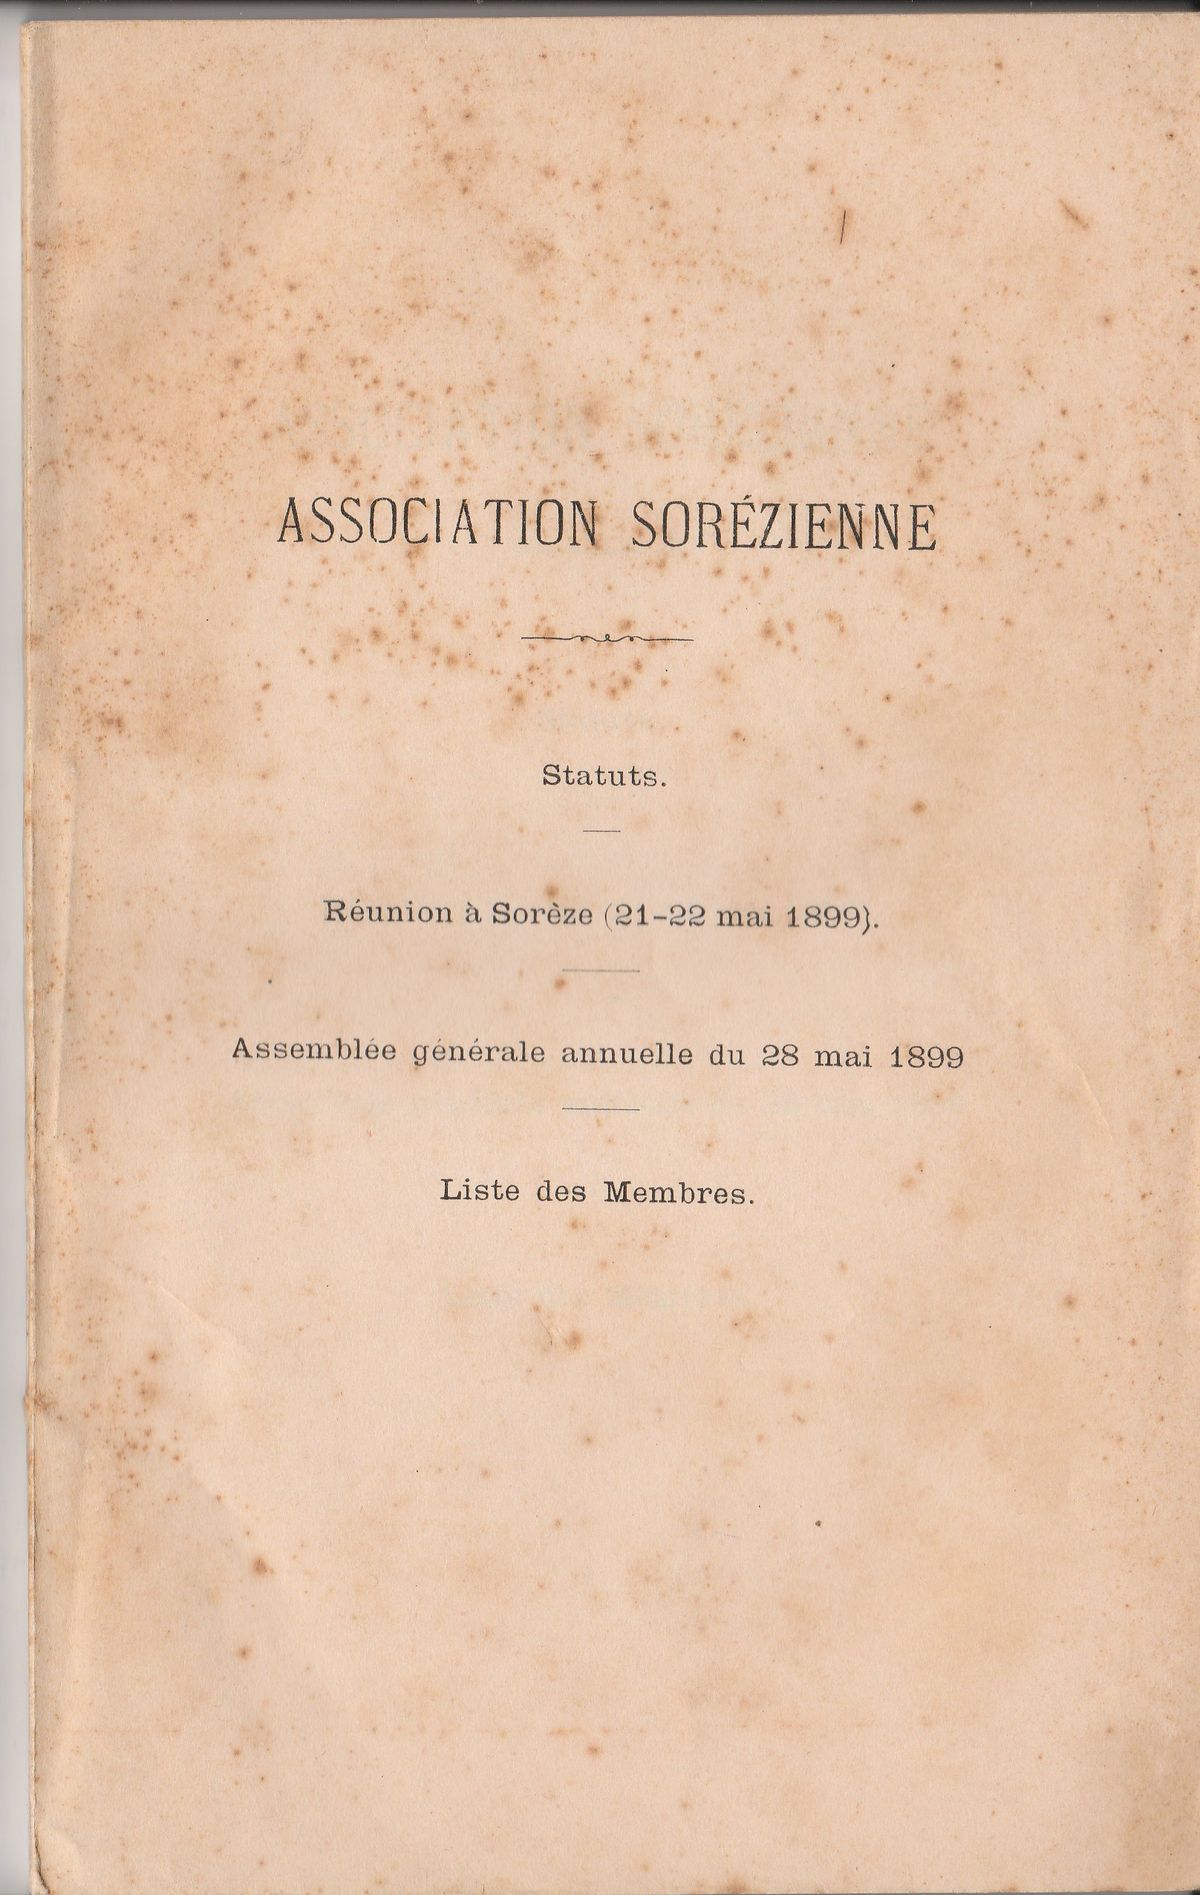 ASSOCIATION SORÉZIENNE
Statuts.
Réunion à Sorèze (21-22 mai 1899).
Assemblée générale annuelle du 28 mai 1899
Liste des Membres.